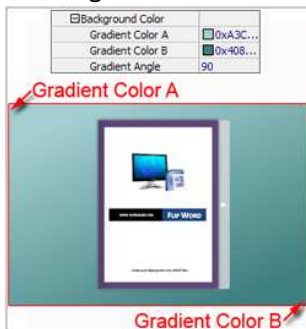 Background Color
Gradient Color A 0xA3C...
Gradient Color B 0x408...
Gradient Angle 90
Gradient Color A
FLIP WORD
Gradient Color B